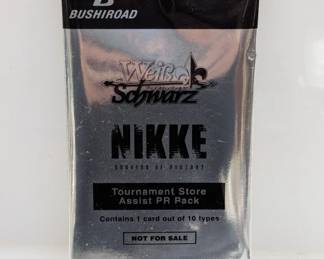 BUSHIROAD
Weiß
Schwarz
NIKKE
GODDESS OF VICTORY
Tournament Store
Assist PR Pack
Contains 1 card out of 10 types
NOT FOR SALE